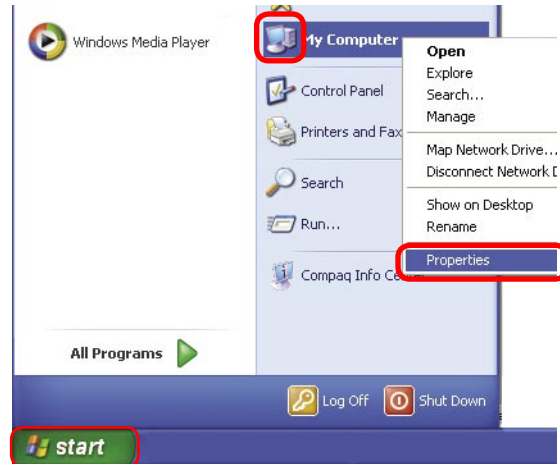 Windows Media Player
All Programs
My Computer
Control Panel
Printers and Fax
Search
Run...
Compaq Info Ce
Open
Explore
Search...
Manage
Map Network Drive...
Disconnect Network D
Show on Desktop
Rename
Properties
Log Off
Shut Down
start